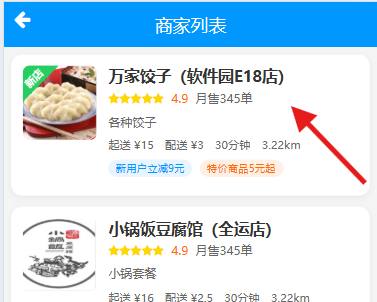 商家列表
新店
万家饺子（软件园E18店）
4.9 月售345单
各种饺子
起送 ¥15 配送 ¥3 30分钟 3.22km
新用户立减9元 特价商品5元起
小锅饭
小锅饭豆腐馆（全运店）
4.9 月售345单
小锅套餐
起送 ¥16 配送 ¥2.5 30分钟 3.22km